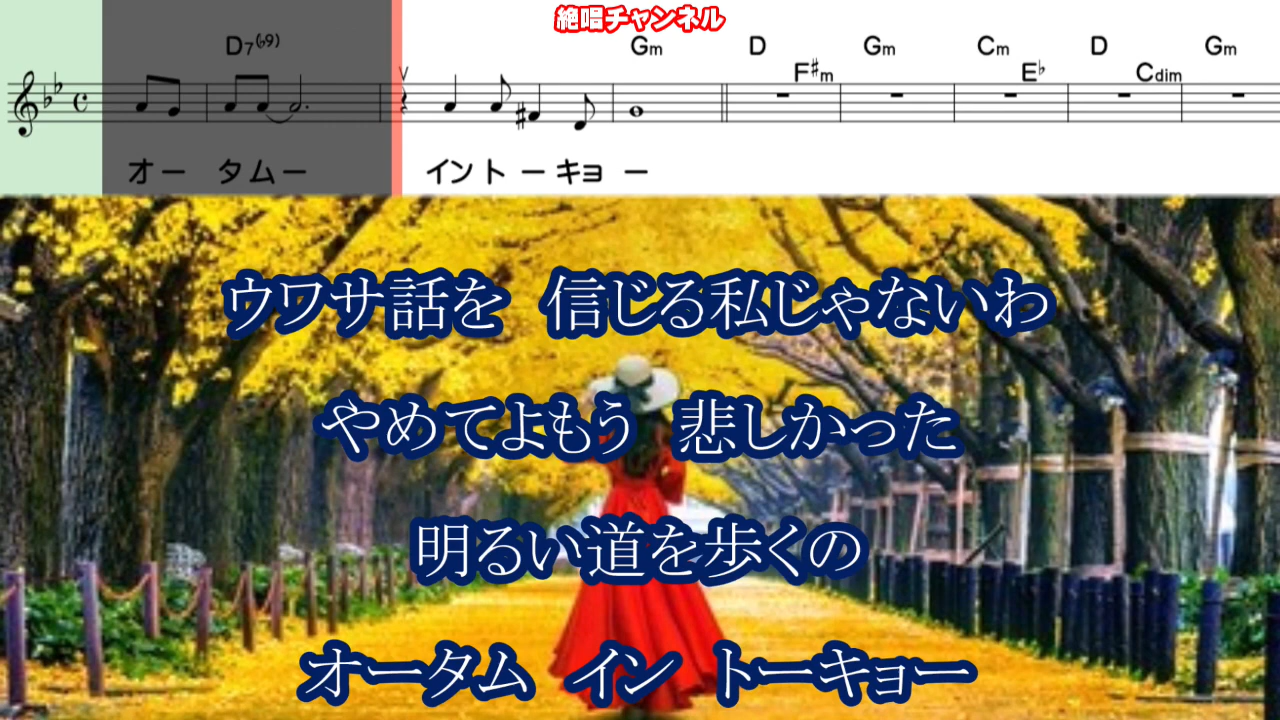 絶唱チャンネル
D7(♭9) Gm D Gm Cm D Gm
F♯m E♭ Cdim
オー タムー イント ーキョ ー
ウワサ話を 信じる私じゃないわ
やめてよもう 悲しかった
明るい道を歩くの
オータム イン トーキョー